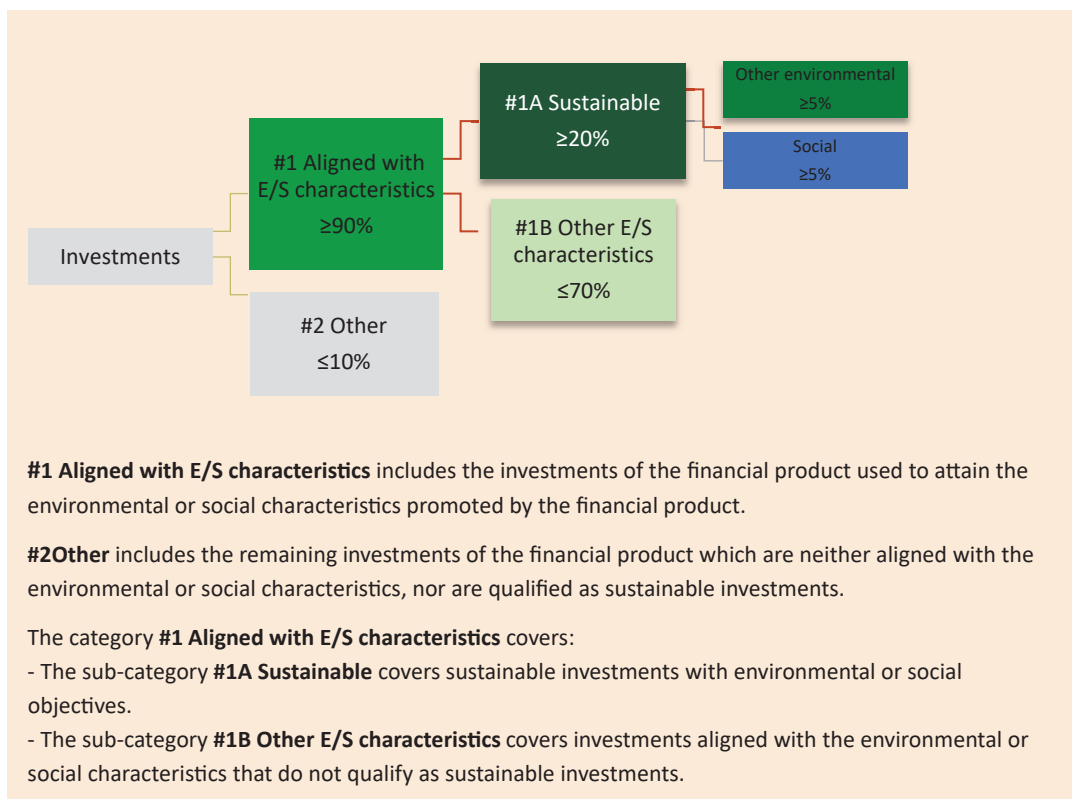 Investments
#1 Aligned with
E/S characteristics
≥90%
#2 Other
≤10%
#1A Sustainable
≥20%
#1B Other E/S
characteristics
≤70%
Other environmental
≥5%
Social
≥5%
#1 Aligned with E/S characteristics includes the investments of the financial product used to attain the
environmental or social characteristics promoted by the financial product.
#2Other includes the remaining investments of the financial product which are neither aligned with the
environmental or social characteristics, nor are qualified as sustainable investments.
The category #1 Aligned with E/S characteristics covers:
- The sub-category #1A Sustainable covers sustainable investments with environmental or social
objectives.
- The sub-category #1B Other E/S characteristics covers investments aligned with the environmental or
social characteristics that do not qualify as sustainable investments.